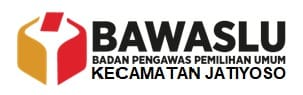 BAWASLU
BADAN PENGAWAS PEMILIHAN UMUM
KECAMATAN JATIYOSO